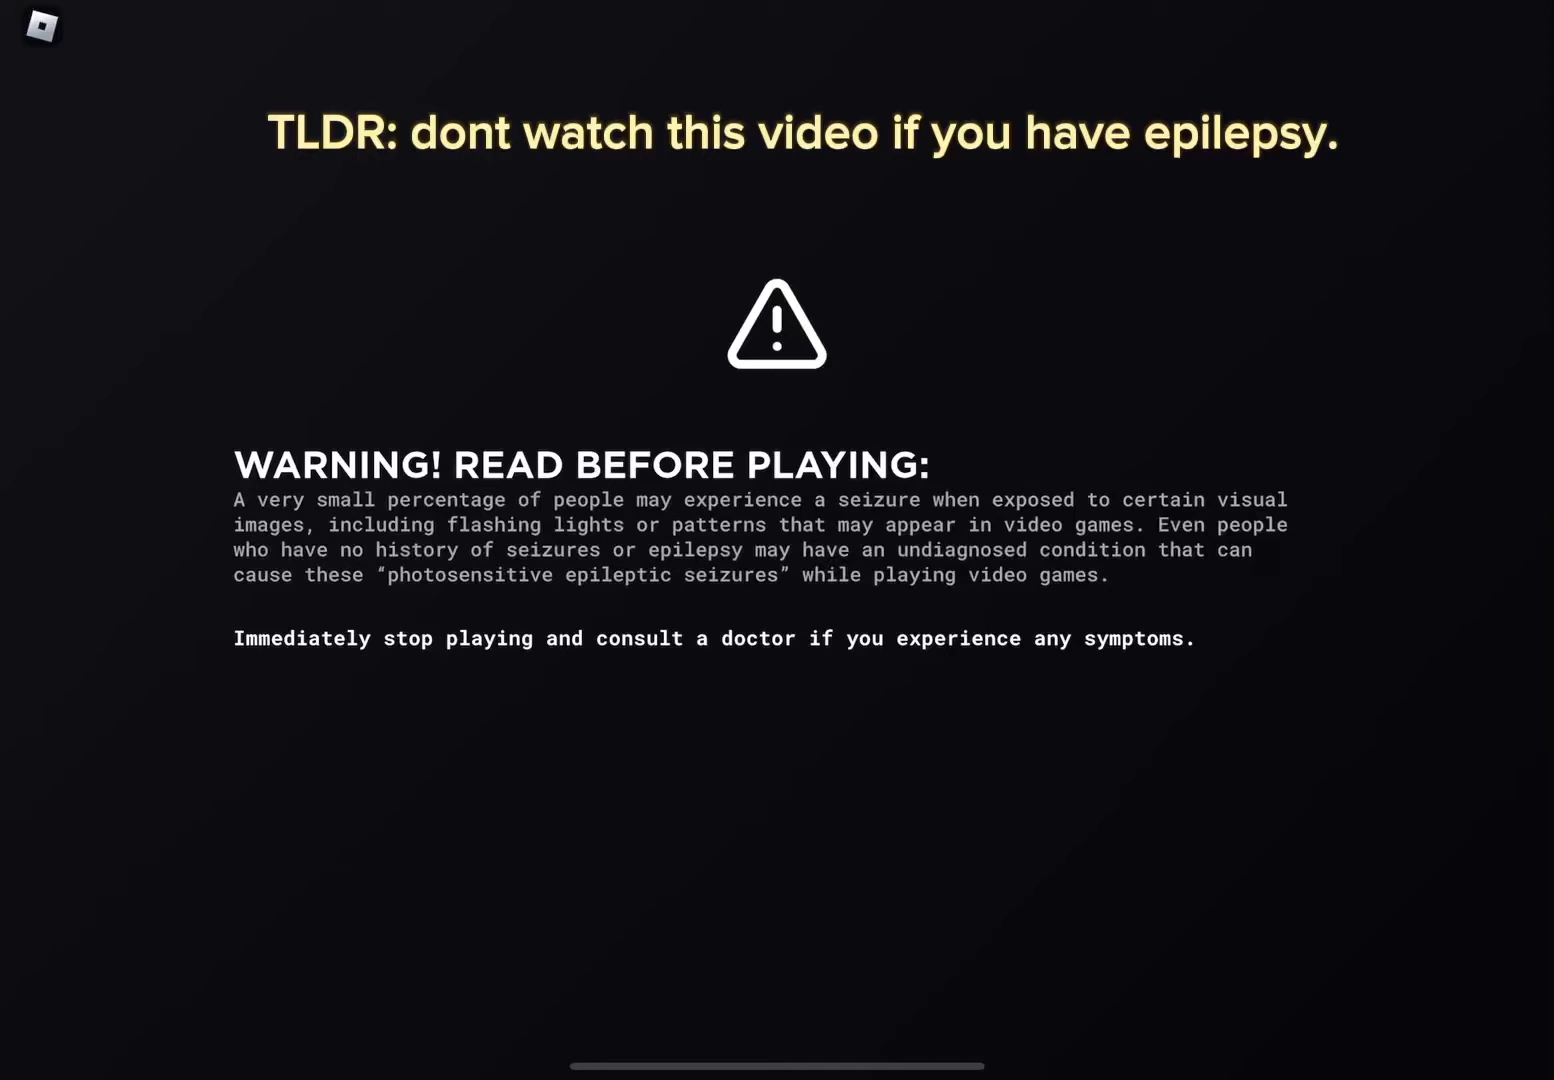 TLDR: dont watch this video if you have epilepsy.
WARNING! READ BEFORE PLAYING:
A very small percentage of people may experience a seizure when exposed to certain visual
images, including flashing lights or patterns that may appear in video games. Even people
who have no history of seizures or epilepsy may have an undiagnosed condition that can
cause these “photosensitive epileptic seizures” while playing video games.
Immediately stop playing and consult a doctor if you experience any symptoms.